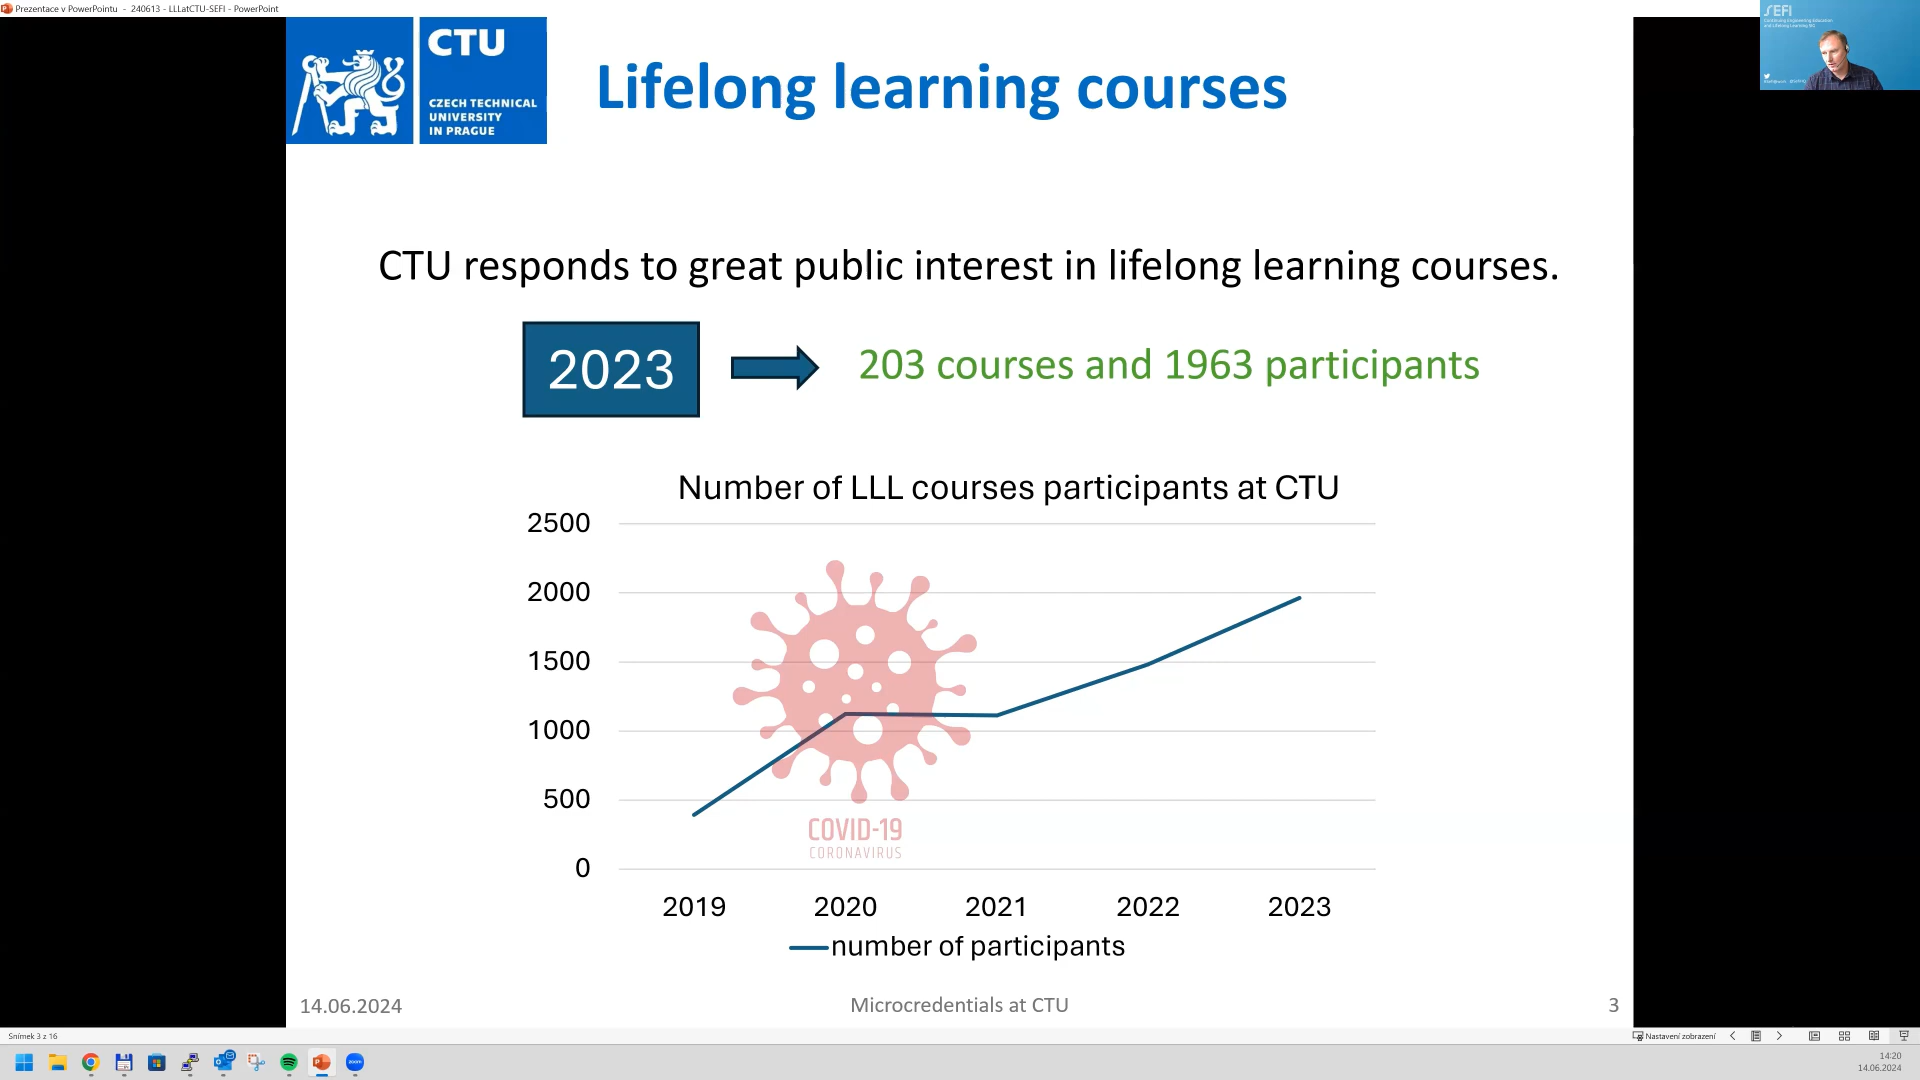 Prezentace v PowerPointu - 240613 - LLLatCTU-SEFI - PowerPoint
SEFI
CTU
CZECH TECHNICAL
UNIVERSITY
IN PRAGUE
Lifelong learning courses
CTU responds to great public interest in lifelong learning courses.
2023
203 courses and 1963 participants
Number of LLL courses participants at CTU
2500
2000
1500
1000
500
0
COVID-19
CORONAVIRUS
2019 2020 2021 2022 2023
number of participants
14.06.2024 Microcredentials at CTU 3
Snímek 3 z 16
Nastavení zobrazení
zoom
14:20
14.06.2024